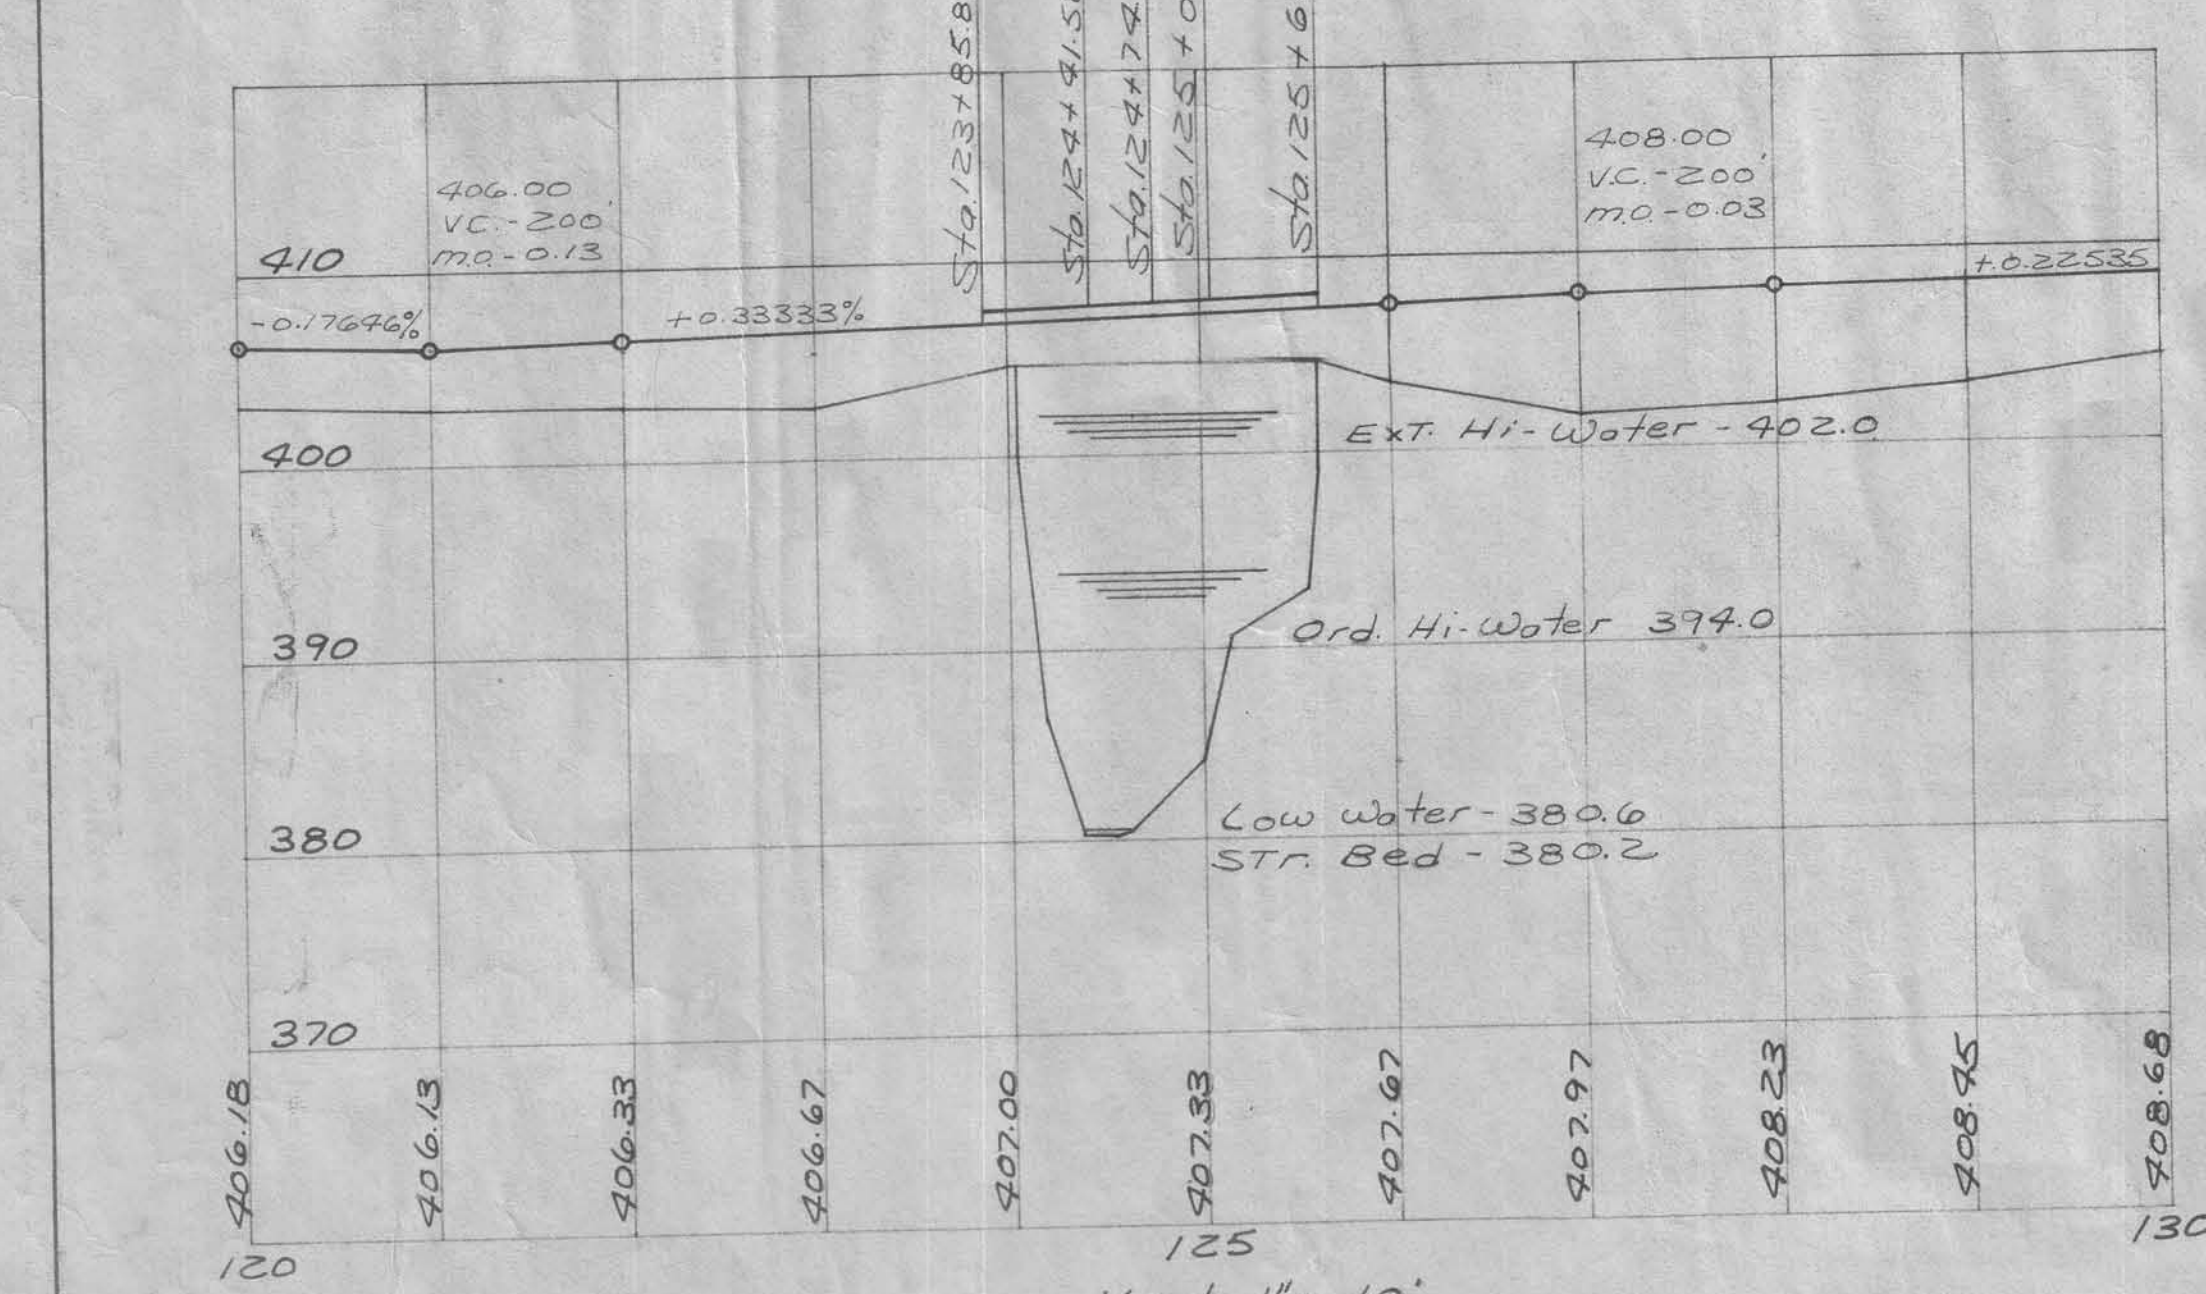 Sta. 123+85.8
Sta. 124+41.5
Sta. 124+74
Sta. 125+0
Sta. 125+6
406.00
V.C. - 200'
m.o. - 0.13
408.00
V.C. - 200'
m.o. - 0.03
410
-0.17646%
+0.33333%
+0.22535
400
Ext. Hi-Water - 402.0
390
Ord. Hi-Water 394.0
380
Low Water - 380.6
Str. Bed - 380.2
370
406.18
406.13
406.33
406.67
407.00
407.33
407.67
407.97
408.23
408.45
408.68
120
125
130